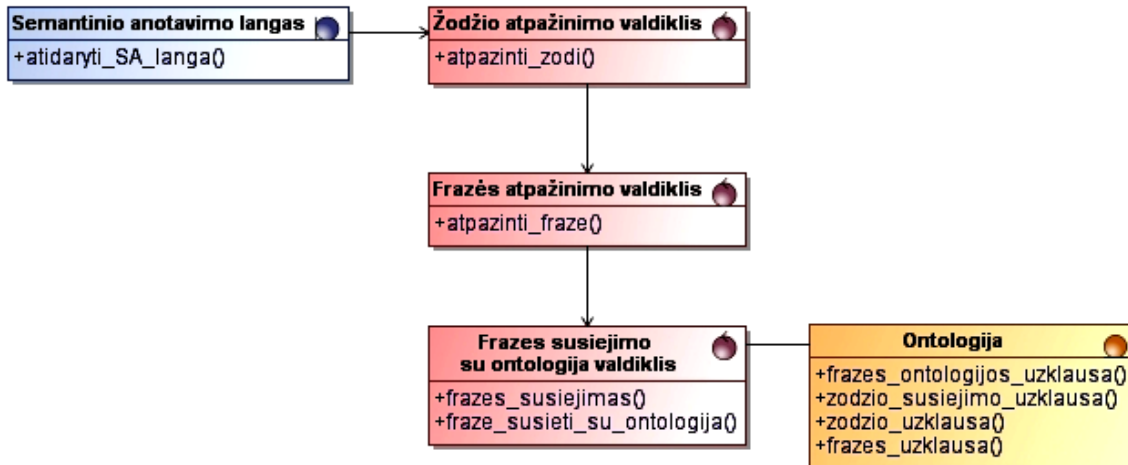 Semantinio anotavimo langas
+atidaryti_SA_langa()
Žodžio atpažinimo valdiklis
+atpazinti_zodi()
Frazės atpažinimo valdiklis
+atpazinti_fraze()
Frazes susiejimo
su ontologija valdiklis
+frazes_susiejimas()
+fraze_susieti_su_ontologija()
Ontologija
+frazes_ontologijos_uzklausa()
+zodzio_susiejimo_uzklausa()
+zodzio_uzklausa()
+frazes_uzklausa()